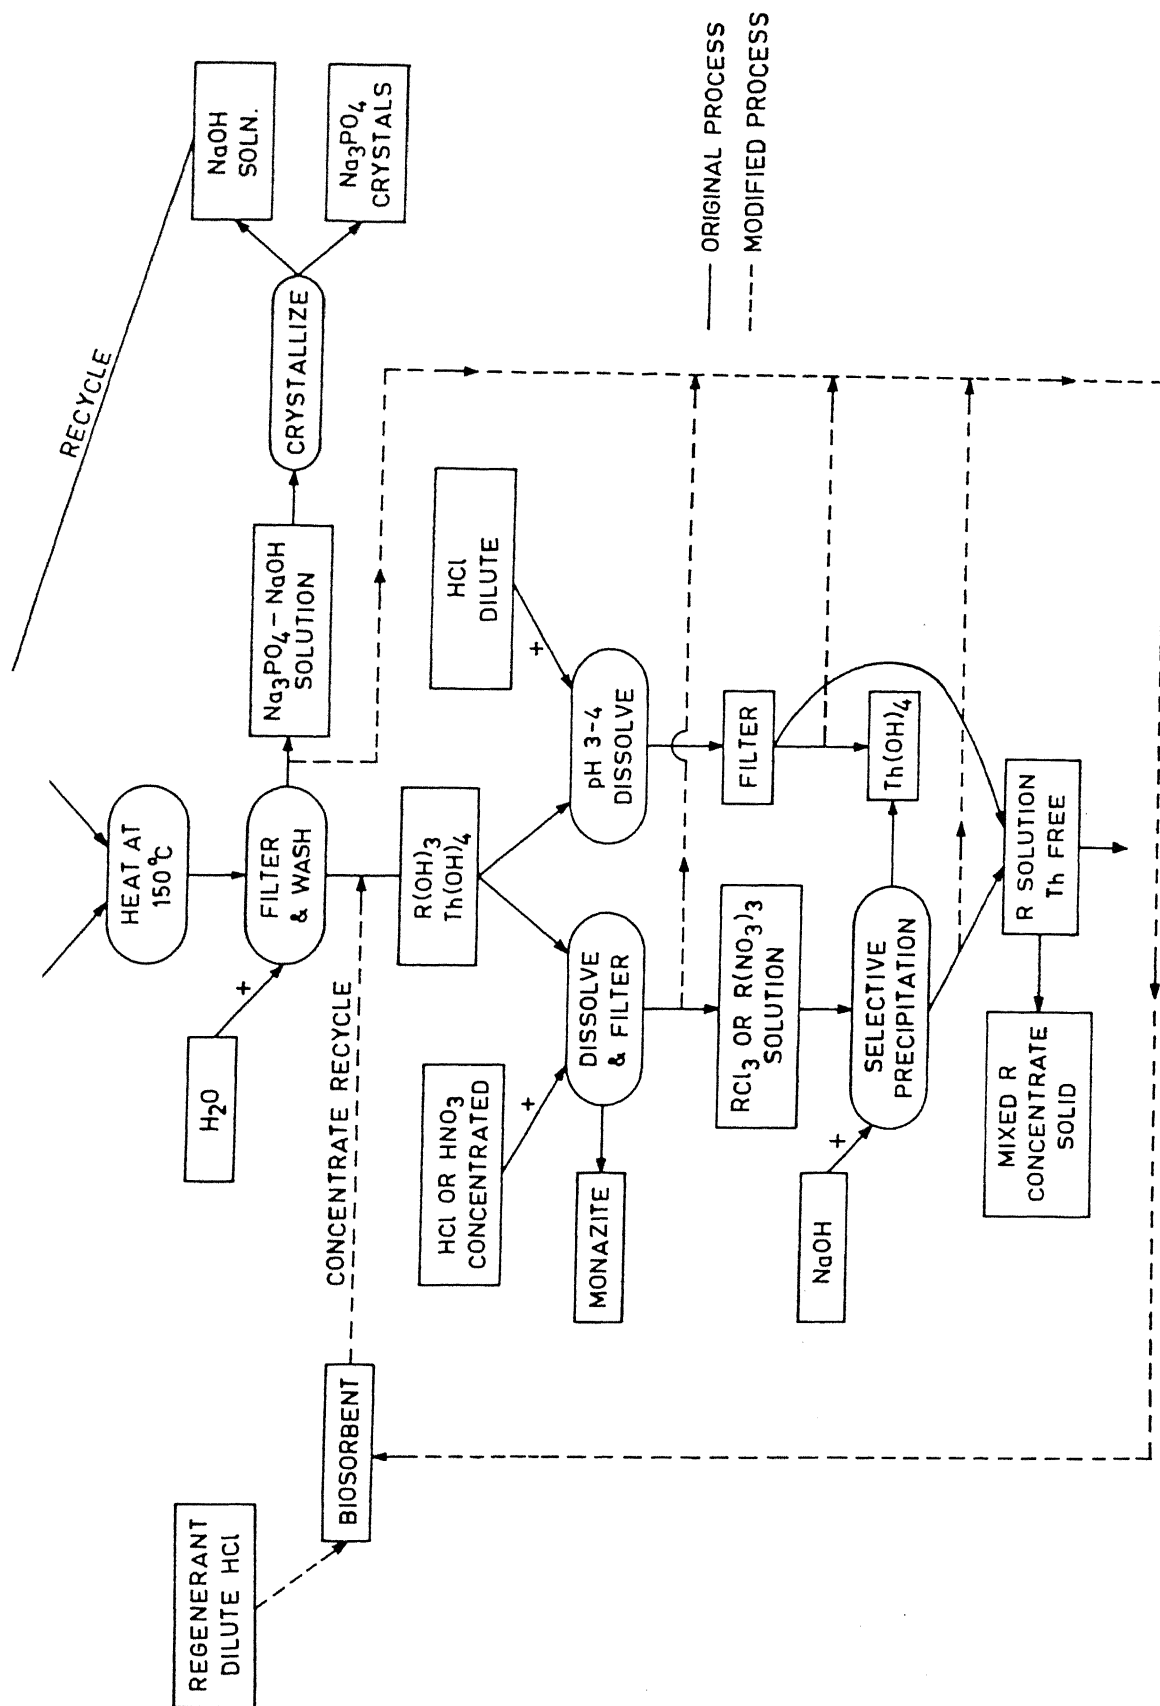 RECYCLE
NaOH
SOLN.
Na₃PO₄
CRYSTALS
CRYSTALLIZE
Na₃PO₄–NaOH
SOLUTION
HEAT AT
150°C
FILTER
& WASH
+
H₂O
CONCENTRATE RECYCLE
R(OH)₃
Th(OH)₄
HCl
DILUTE
+
pH 3-4
DISSOLVE
FILTER
Th(OH)₄
HCl OR HNO₃
CONCENTRATED
+
DISSOLVE
& FILTER
MONAZITE
RCl₃ OR R(NO₃)₃
SOLUTION
NaOH
+
SELECTIVE
PRECIPITATION
R SOLUTION
Th FREE
MIXED R
CONCENTRATE
SOLID
BIOSORBENT
REGENERANT
DILUTE HCl
ORIGINAL PROCESS
MODIFIED PROCESS